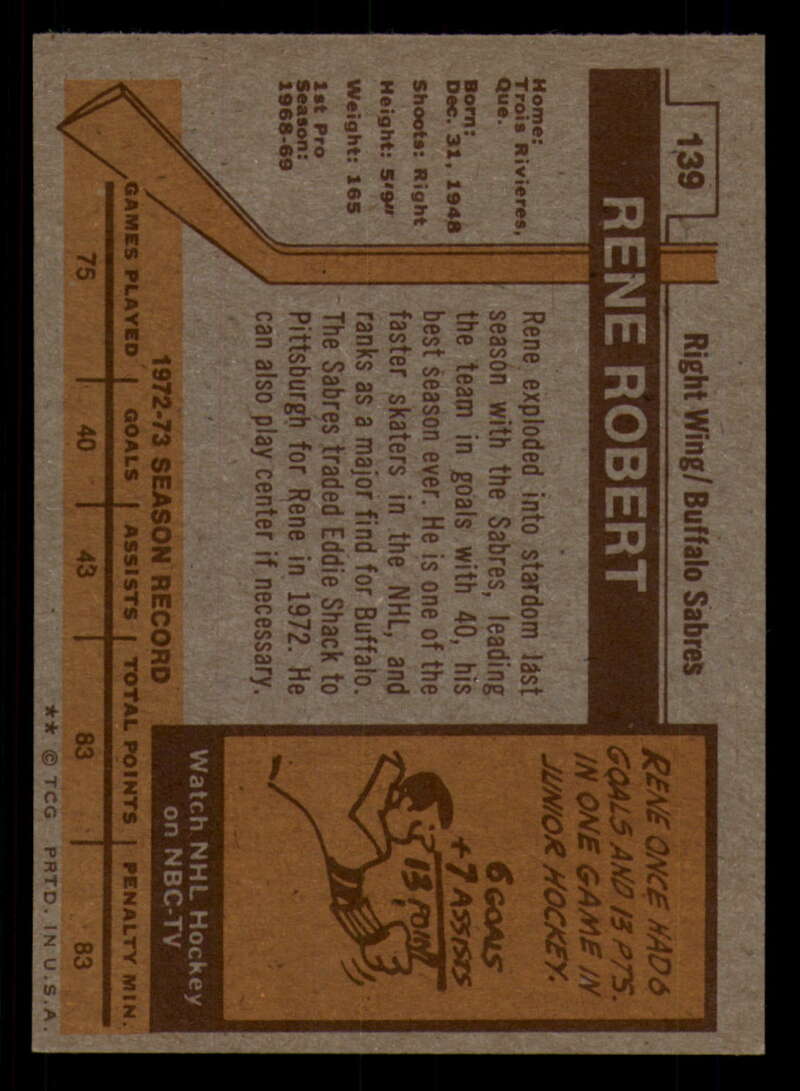 139
Right Wing/Buffalo Sabres
RENE ROBERT
Home:
Trois Rivieres,
Que.
Born:
Dec. 31, 1948
Shoots: Right
Height: 5'9"
Weight: 165
1st Pro
Season:
1968-69
Rene exploded into stardom last
season with the Sabres, leading
the team in goals with 40, his
best season ever. He is one of the
faster skaters in the NHL, and
ranks as a major find for Buffalo.
The Sabres traded Eddie Shack to
Pittsburgh for Rene in 1972. He
can also play center if necessary.
RENE ONCE HAD 6
GOALS AND 13 PTS.
IN ONE GAME IN
JUNIOR HOCKEY.
6 GOALS
+7 ASSISTS
13 POIN
Watch NHL Hockey
on NBC-TV
1972-73 SEASON RECORD
GAMES PLAYED | GOALS | ASSISTS | TOTAL POINTS | PENALTY MIN.
75 40 43 83 83
** © TCG PRTD. IN U.S.A.